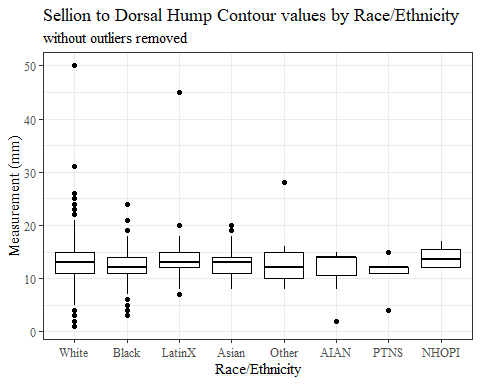 Sellion to Dorsal Hump Contour values by Race/Ethnicity
without outliers removed
Measurement (mm)
50
40
30
20
10
0
White Black LatinX Asian Other AIAN PTNS NHOPI
Race/Ethnicity